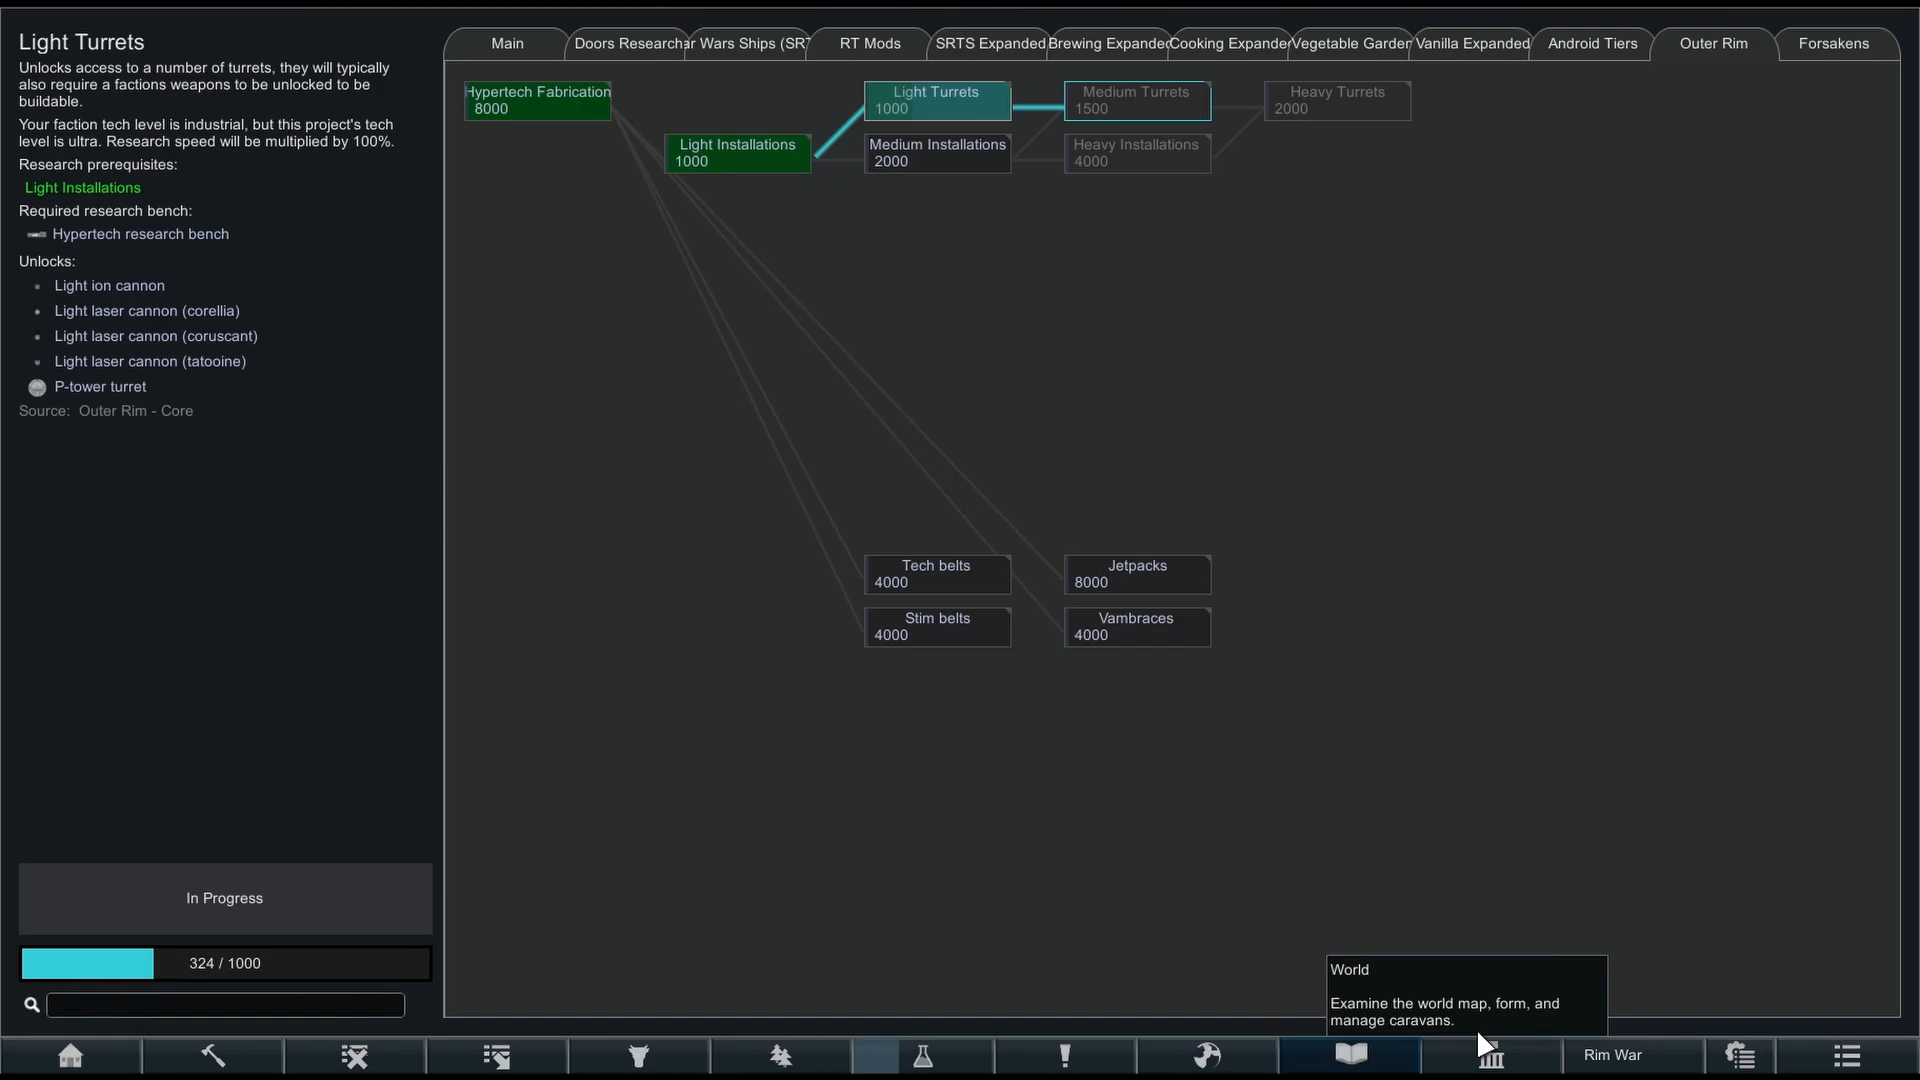 Light Turrets
Unlocks access to a number of turrets, they will typically
also require a factions weapons to be unlocked to be
buildable.
Your faction tech level is industrial, but this project's tech
level is ultra. Research speed will be multiplied by 100%.
Research prerequisites:
Light Installations
Required research bench:
Hypertech research bench
Unlocks:
Light ion cannon
Light laser cannon (corellia)
Light laser cannon (coruscant)
Light laser cannon (tatooine)
P-tower turret
Source: Outer Rim - Core
In Progress
324 / 1000
Main
Doors Research
ar Wars Ships (SRT
RT Mods
SRTS Expanded
Brewing Expanded
Cooking Expande
Vegetable Garden
Vanilla Expanded
Android Tiers
Outer Rim
Forsakens
Hypertech Fabrication
8000
Light Installations
1000
Light Turrets
1000
Medium Turrets
1500
Heavy Turrets
2000
Medium Installations
2000
Heavy Installations
4000
Tech belts
4000
Jetpacks
8000
Stim belts
4000
Vambraces
4000
World
Examine the world map, form, and
manage caravans.
Rim War